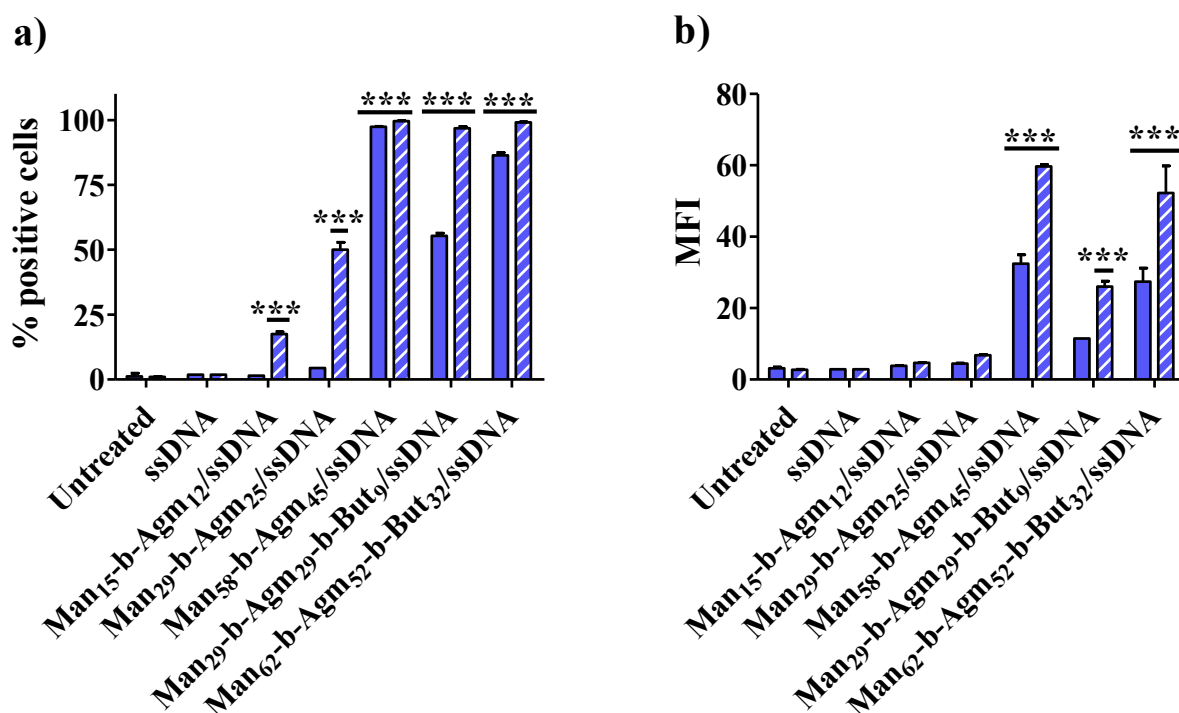 a)
% positive cells
100
75
50
25
0
***
***
*** *** ***
Untreated
ssDNA
Man₁₅-b-Agm₁₂/ssDNA
Man₂₉-b-Agm₂₅/ssDNA
Man₅₈-b-Agm₄₅/ssDNA
Man₂₉-b-Agm₂₉-b-But₉/ssDNA
Man₆₂-b-Agm₅₂-b-But₃₂/ssDNA
b)
MFI
80
60
40
20
0
***
***
***
Untreated
ssDNA
Man₁₅-b-Agm₁₂/ssDNA
Man₂₉-b-Agm₂₅/ssDNA
Man₅₈-b-Agm₄₅/ssDNA
Man₂₉-b-Agm₂₉-b-But₉/ssDNA
Man₆₂-b-Agm₅₂-b-But₃₂/ssDNA